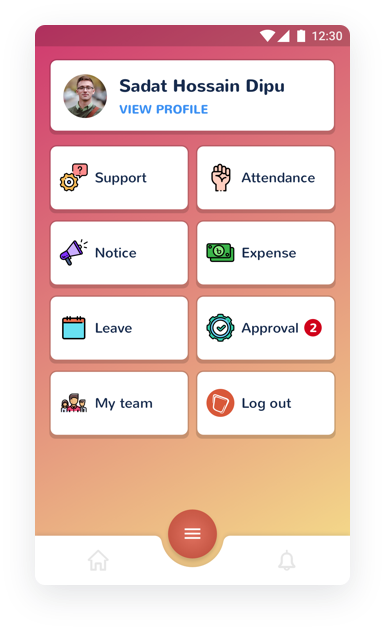 12:30
Sadat Hossain Dipu
VIEW PROFILE
Support
Attendance
Notice
Expense
Leave
Approval 2
My team
Log out